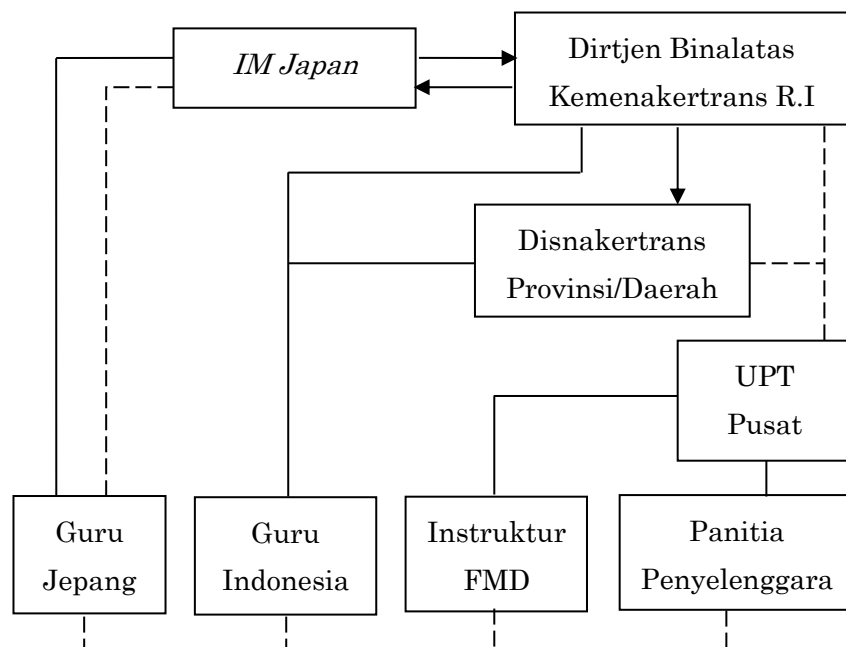 IM Japan
Dirtjen Binalatas
Kemenakertrans R.I
Disnakertrans
Provinsi/Daerah
UPT
Pusat
Guru
Jepang
Guru
Indonesia
Instruktur
FMD
Panitia
Penyelenggara